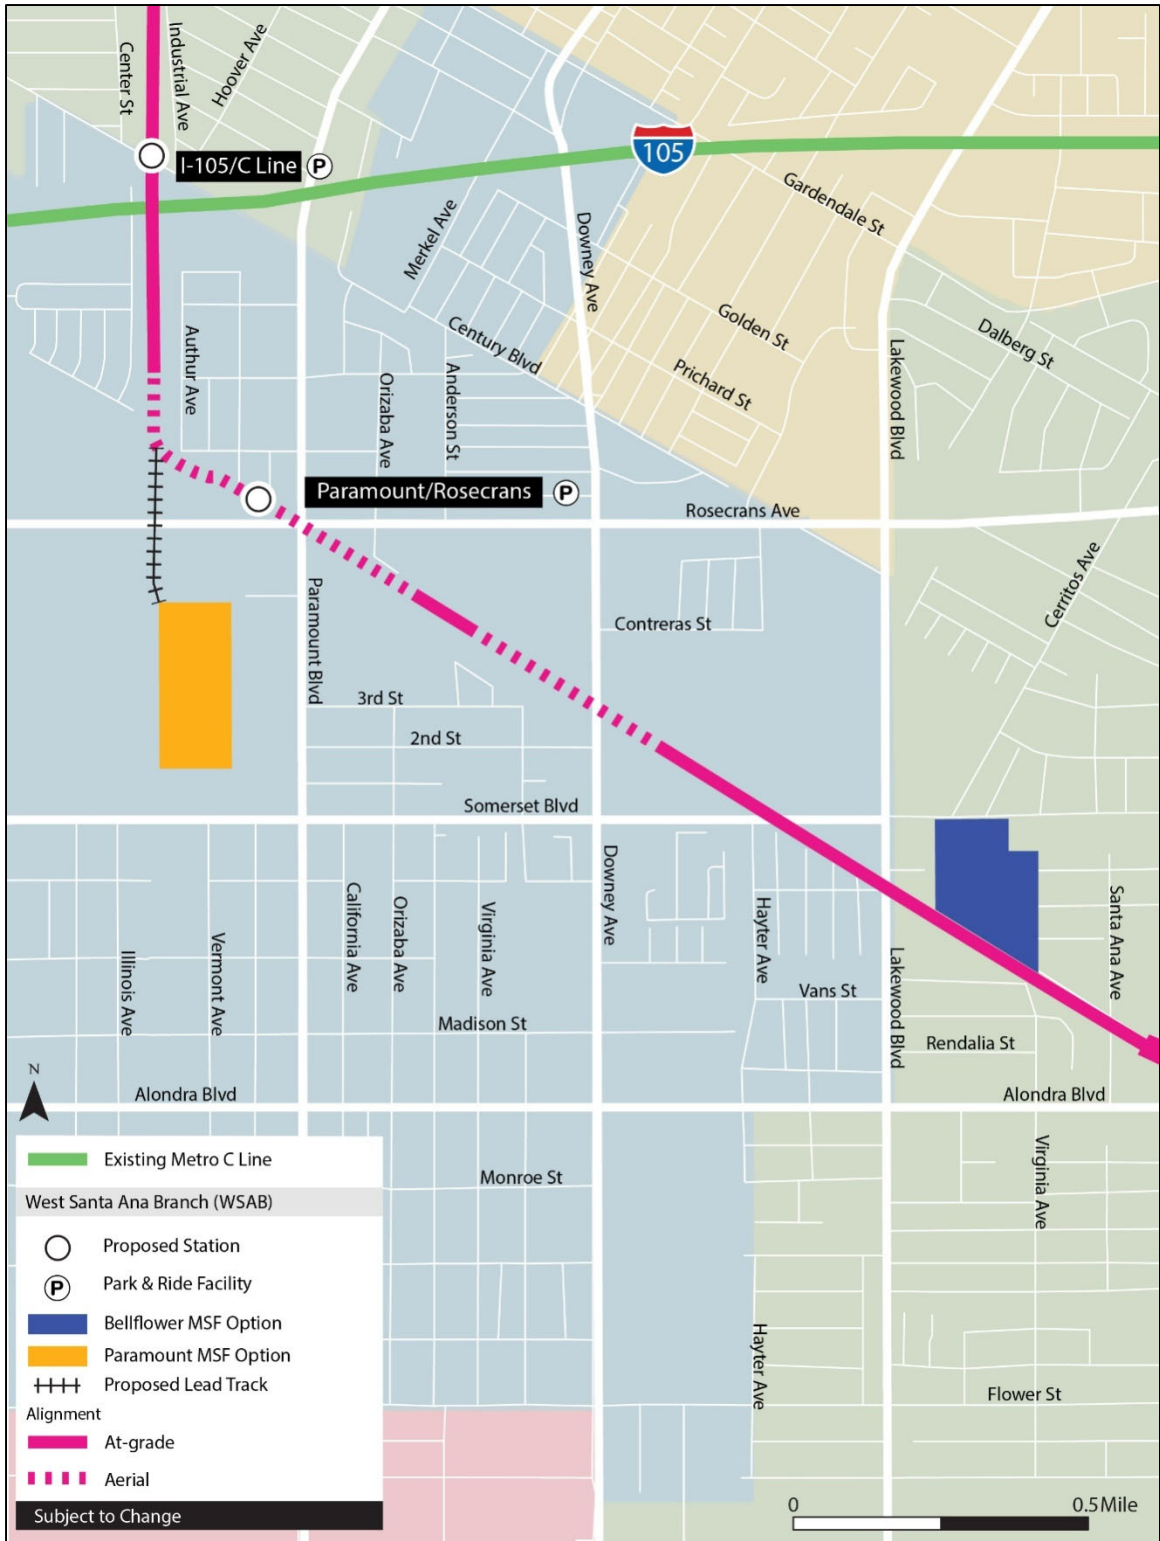 Center St
Industrial Ave
Hoover Ave
I-105/C Line
P
105
Gardendale St
Merkel Ave
Downey Ave
Golden St
Dalberg St
Century Blvd
Prichard St
Lakewood Blvd
Authur Ave
Orizaba Ave
Anderson St
Paramount/Rosecrans
P
Rosecrans Ave
Cerritos Ave
Paramount Blvd
Contreras St
3rd St
2nd St
Somerset Blvd
Downey Ave
California Ave
Orizaba Ave
Virginia Ave
Hayter Ave
Santa Ana Ave
Illinois Ave
Vermont Ave
Vans St
Lakewood Blvd
Madison St
Rendalia St
N
Alondra Blvd
Alondra Blvd
Virginia Ave
Monroe St
Hayter Ave
Flower St
Existing Metro C Line
West Santa Ana Branch (WSAB)
Proposed Station
P
Park & Ride Facility
Bellflower MSF Option
Paramount MSF Option
Proposed Lead Track
Alignment
At-grade
Aerial
Subject to Change
0
0.5Mile